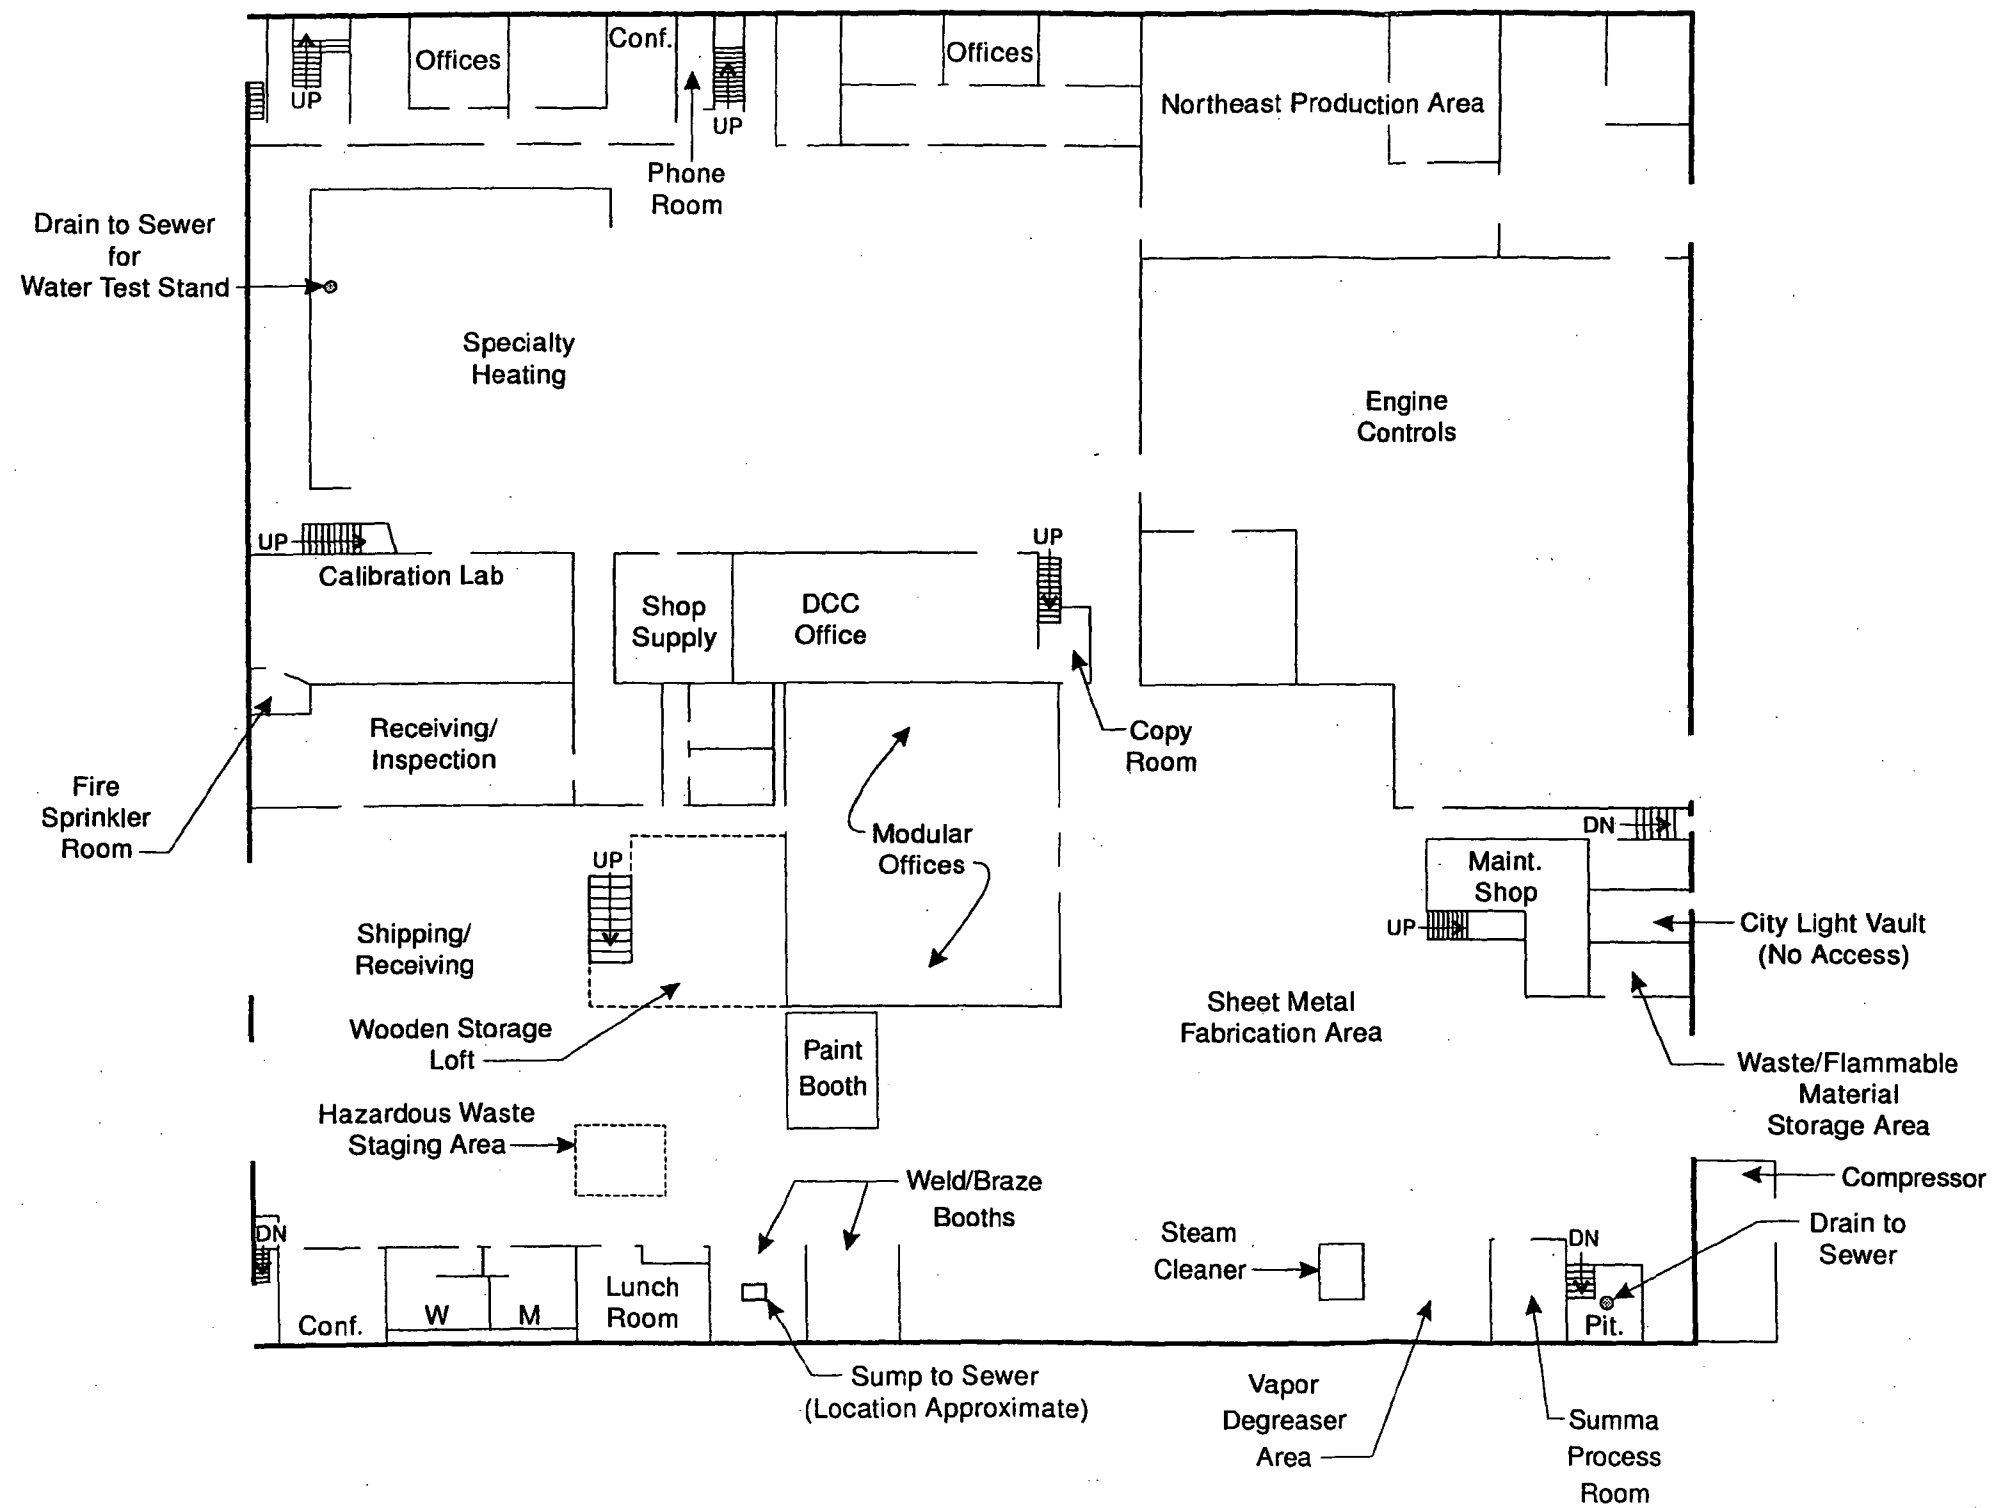 Offices
Conf.
Offices
UP
UP
Northeast Production Area
Phone
Room
Drain to Sewer
for
Water Test Stand
Specialty
Heating
Engine
Controls
UP
UP
Calibration Lab
Shop
Supply
DCC
Office
Receiving/
Inspection
Copy
Room
Fire
Sprinkler
Room
Modular
Offices
DN
UP
Maint.
Shop
UP
City Light Vault
(No Access)
Shipping/
Receiving
Sheet Metal
Fabrication Area
Wooden Storage
Loft
Paint
Booth
Waste/Flammable
Material
Storage Area
Hazardous Waste
Staging Area
Weld/Braze
Booths
Compressor
DN
Steam
Cleaner
DN
Drain to
Sewer
Conf.
W
M
Lunch
Room
Pit.
Sump to Sewer
(Location Approximate)
Vapor
Degreaser
Area
Summa
Process
Room